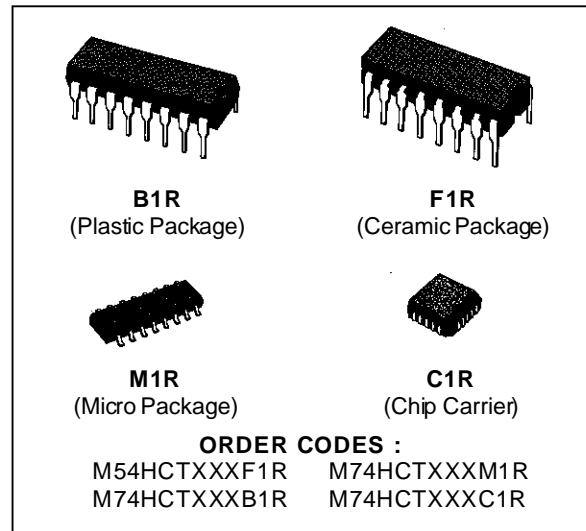 B1R
(Plastic Package)
F1R
(Ceramic Package)
M1R
(Micro Package)
C1R
(Chip Carrier)
ORDER CODES :
M54HCTXXXF1R M74HCTXXXM1R
M74HCTXXXB1R M74HCTXXXC1R